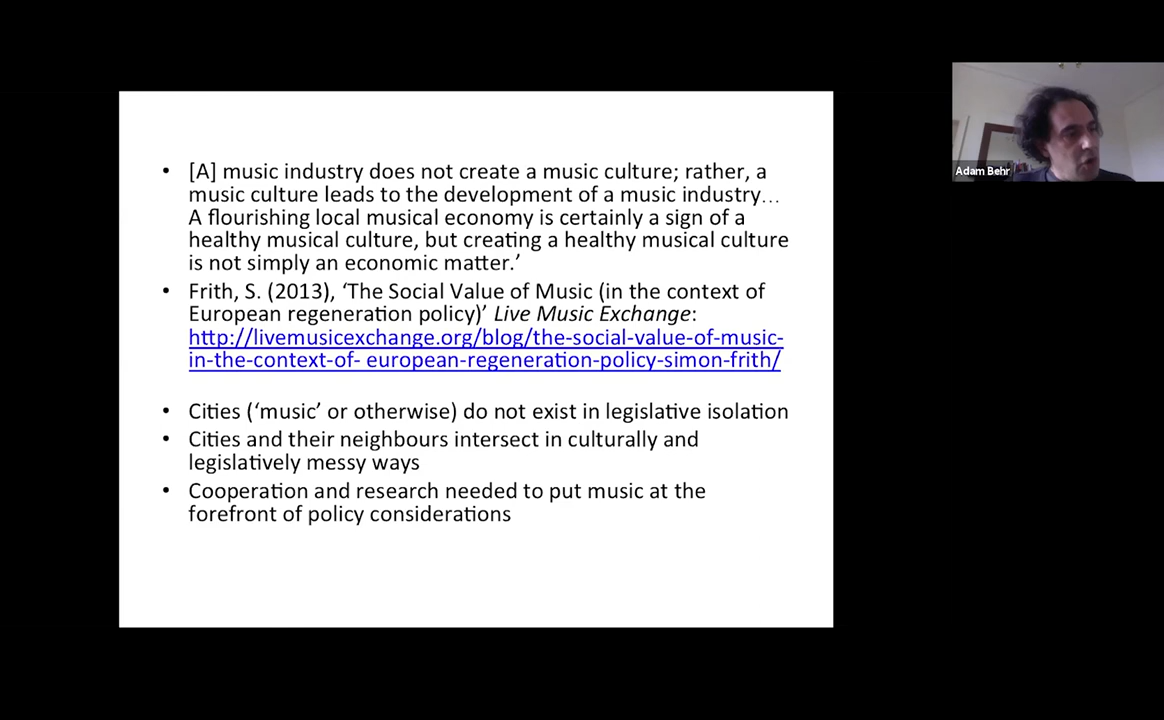 • [A] music industry does not create a music culture; rather, a
music culture leads to the development of a music industry…
A flourishing local musical economy is certainly a sign of a
healthy musical culture, but creating a healthy musical culture
is not simply an economic matter.’
• Frith, S. (2013), ‘The Social Value of Music (in the context of
European regeneration policy)’ Live Music Exchange:
http://livemusicexchange.org/blog/the-social-value-of-music-
in-the-context-of- european-regeneration-policy-simon-frith/
• Cities (‘music’ or otherwise) do not exist in legislative isolation
• Cities and their neighbours intersect in culturally and
legislatively messy ways
• Cooperation and research needed to put music at the
forefront of policy considerations
Adam Behr